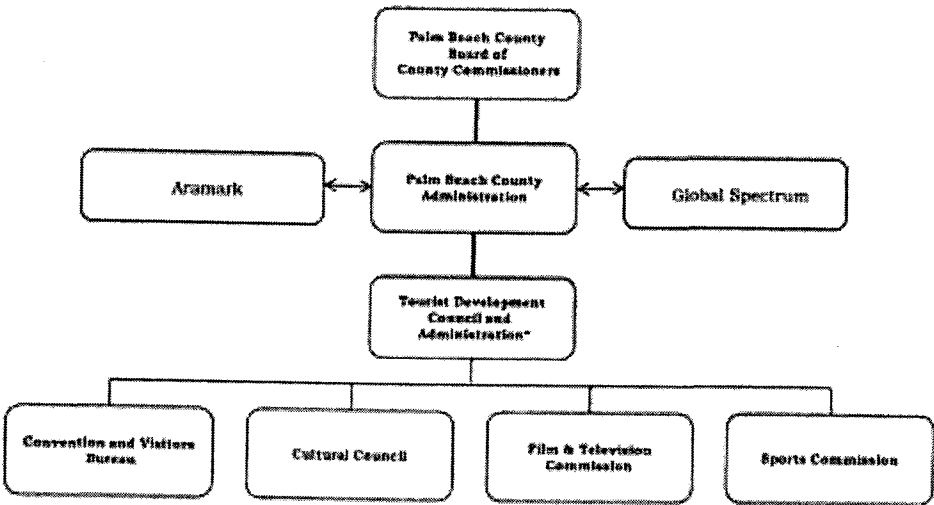 Palm Beach County
Board of
County Commissioners
Aramark
Palm Beach County
Administration
Global Spectrum
Tourist Development
Council and
Administration*
Convention and Visitors
Bureau
Cultural Council
Film & Television
Commission
Sports Commission